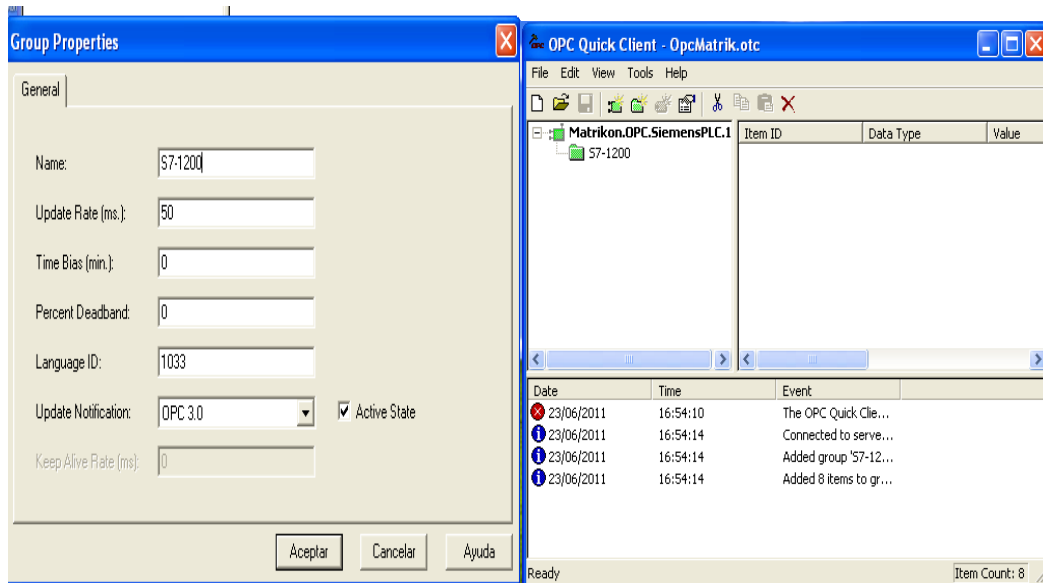 Group Properties
General
Name: S7-1200
Update Rate (ms.): 50
Time Bias (min.): 0
Percent Deadband: 0
Language ID: 1033
Update Notification: OPC 3.0 Active State
Keep Alive Rate (ms): 0
Aceptar Cancelar Ayuda
OPC Quick Client - OpcMatrik.otc
File Edit View Tools Help
Matrikon.OPC.SiemensPLC.1
S7-1200
Item ID Data Type Value
Date Time Event
23/06/2011 16:54:10 The OPC Quick Clie...
23/06/2011 16:54:14 Connected to serve...
23/06/2011 16:54:14 Added group 'S7-12...
23/06/2011 16:54:14 Added 8 items to gr...
Ready Item Count: 8